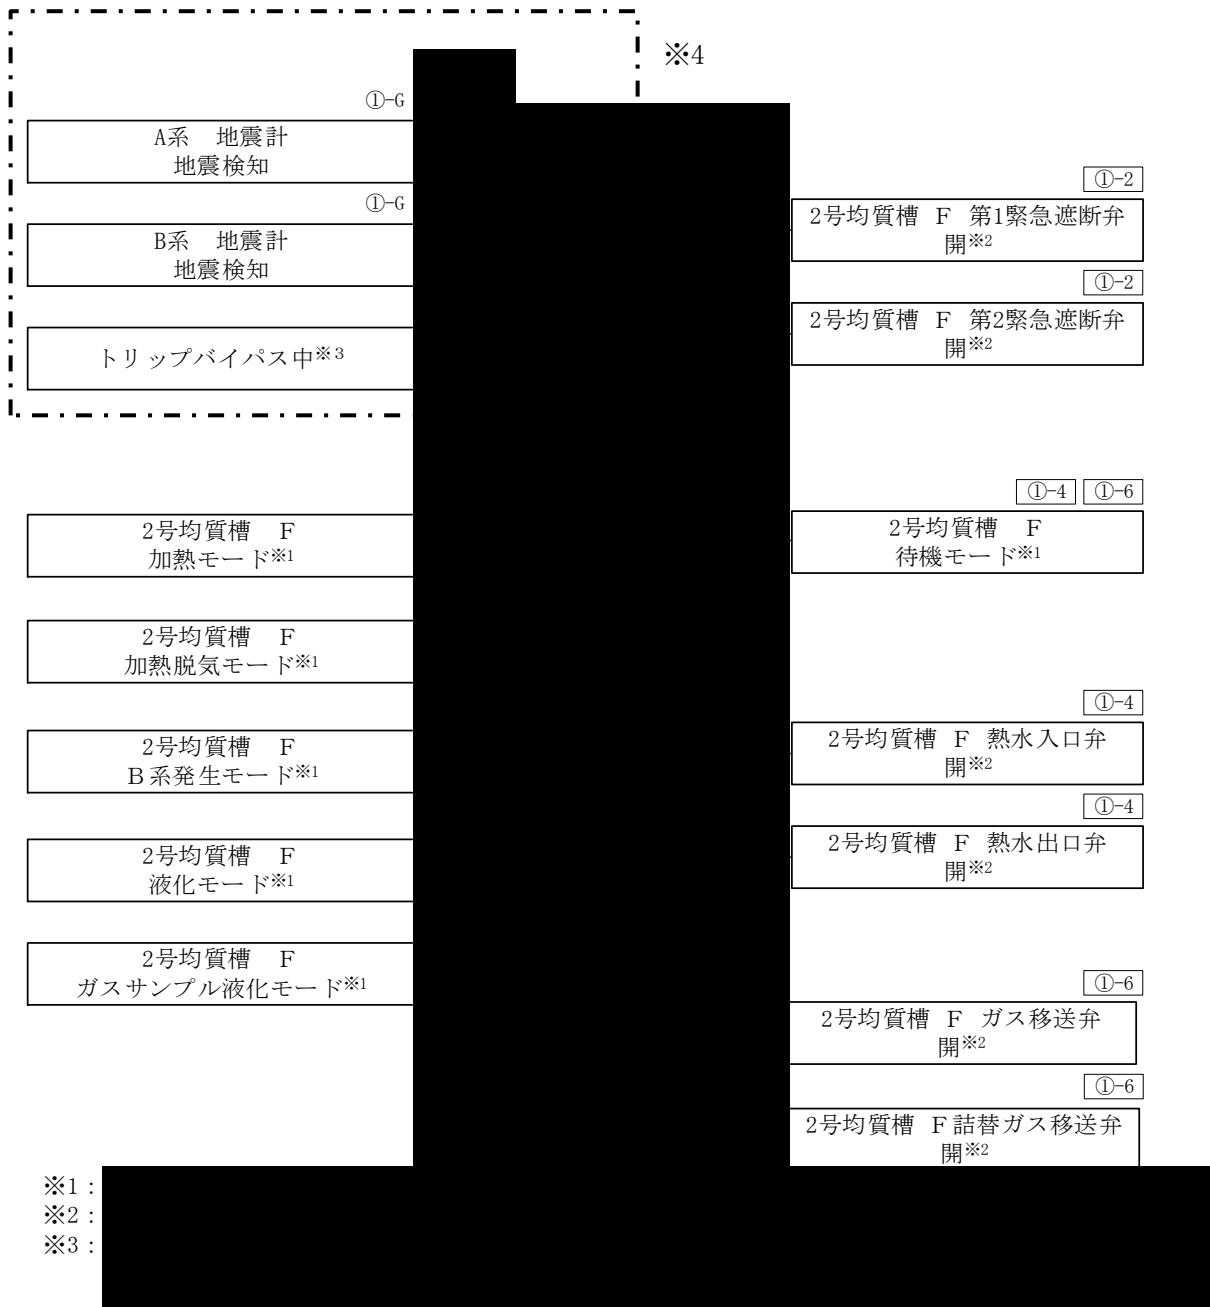 ※4
①-G
A系 地震計
地震検知
①-G
B系 地震計
地震検知
トリップバイパス中※3
2号均質槽 F
加熱モード※1
2号均質槽 F
加熱脱気モード※1
2号均質槽 F
B系発生モード※1
2号均質槽 F
液化モード※1
2号均質槽 F
ガスサンプル液化モード※1
①-2
2号均質槽 F 第1緊急遮断弁
開※2
①-2
2号均質槽 F 第2緊急遮断弁
開※2
①-4 ①-6
2号均質槽 F
待機モード※1
①-4
2号均質槽 F 熱水入口弁
開※2
①-4
2号均質槽 F 熱水出口弁
開※2
①-6
2号均質槽 F ガス移送弁
開※2
①-6
2号均質槽 F詰替ガス移送弁
開※2
※1：
※2：
※3：